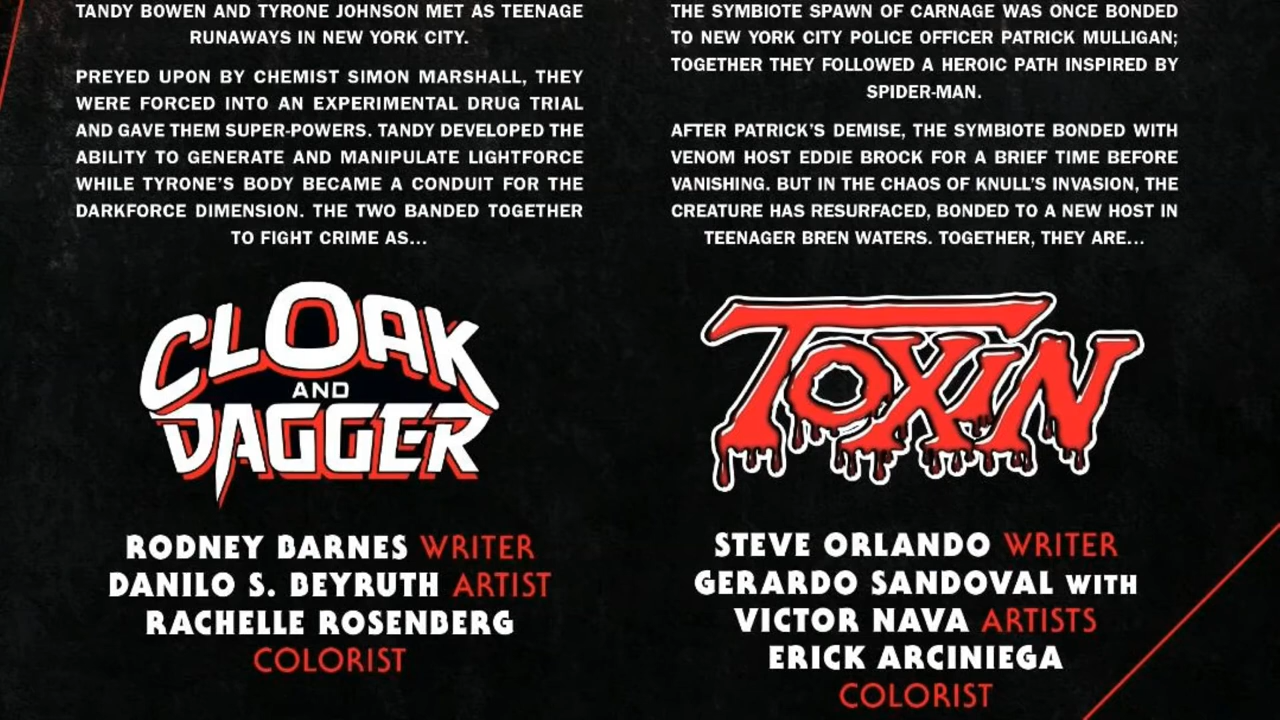 TANDY BOWEN AND TYRONE JOHNSON MET AS TEENAGE
RUNAWAYS IN NEW YORK CITY.
PREYED UPON BY CHEMIST SIMON MARSHALL, THEY
WERE FORCED INTO AN EXPERIMENTAL DRUG TRIAL
AND GAVE THEM SUPER-POWERS. TANDY DEVELOPED THE
ABILITY TO GENERATE AND MANIPULATE LIGHTFORCE
WHILE TYRONE'S BODY BECAME A CONDUIT FOR THE
DARKFORCE DIMENSION. THE TWO BANDED TOGETHER
TO FIGHT CRIME AS...
CLOAK
AND
DAGGER
RODNEY BARNES WRITER
DANILO S. BEYRUTH ARTIST
RACHELLE ROSENBERG
COLORIST
THE SYMBIOTE SPAWN OF CARNAGE WAS ONCE BONDED
TO NEW YORK CITY POLICE OFFICER PATRICK MULLIGAN;
TOGETHER THEY FOLLOWED A HEROIC PATH INSPIRED BY
SPIDER-MAN.
AFTER PATRICK'S DEMISE, THE SYMBIOTE BONDED WITH
VENOM HOST EDDIE BROCK FOR A BRIEF TIME BEFORE
VANISHING. BUT IN THE CHAOS OF KNULL'S INVASION, THE
CREATURE HAS RESURFACED, BONDED TO A NEW HOST IN
TEENAGER BREN WATERS. TOGETHER, THEY ARE...
TOXIN
STEVE ORLANDO WRITER
GERARDO SANDOVAL WITH
VICTOR NAVA ARTISTS
ERICK ARCINIEGA
COLORIST